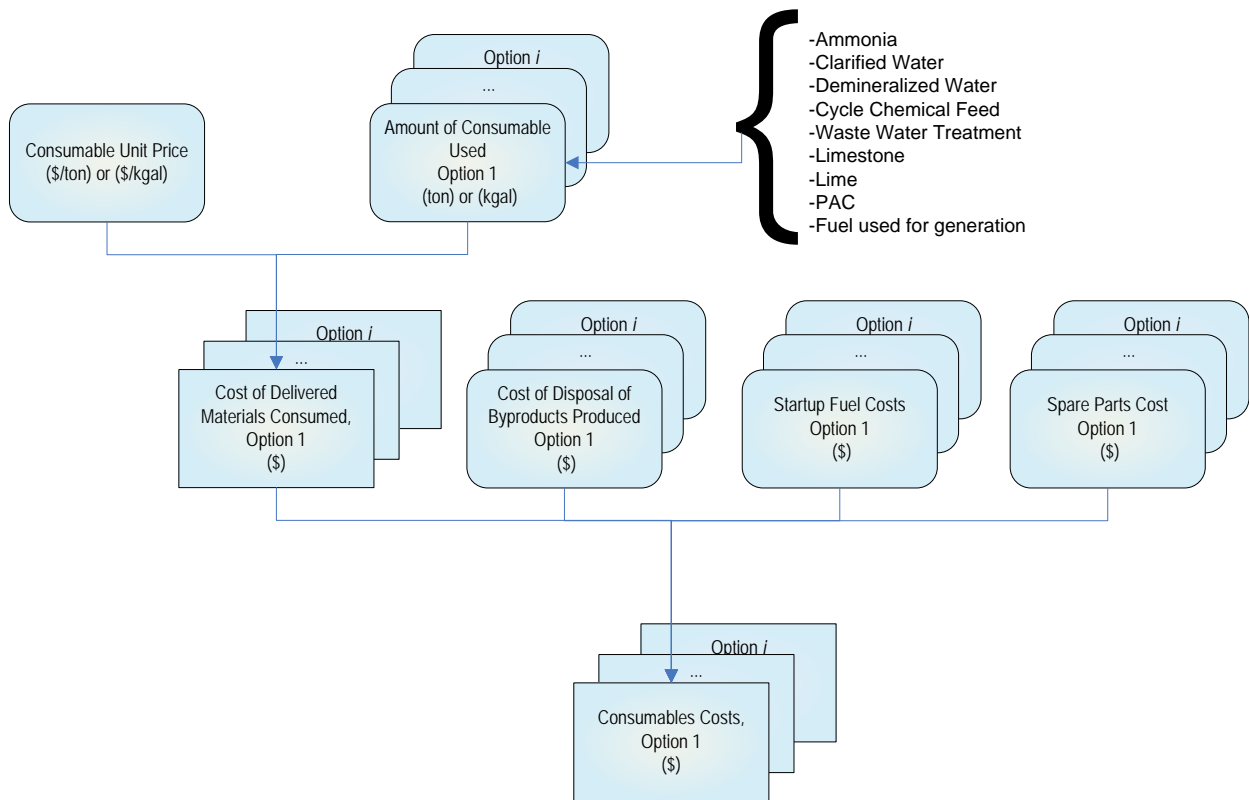 Option i
...
Amount of Consumable
Used
Option 1
(ton) or (kgal)
Consumable Unit Price
($/ton) or ($/kgal)
-Ammonia
-Clarified Water
-Demineralized Water
-Cycle Chemical Feed
-Waste Water Treatment
-Limestone
-Lime
-PAC
-Fuel used for generation
Option i
...
Cost of Delivered
Materials Consumed,
Option 1
($)
Option i
...
Cost of Disposal of
Byproducts Produced
Option 1
($)
Option i
...
Startup Fuel Costs
Option 1
($)
Option i
...
Spare Parts Cost
Option 1
($)
Option i
...
Consumables Costs,
Option 1
($)